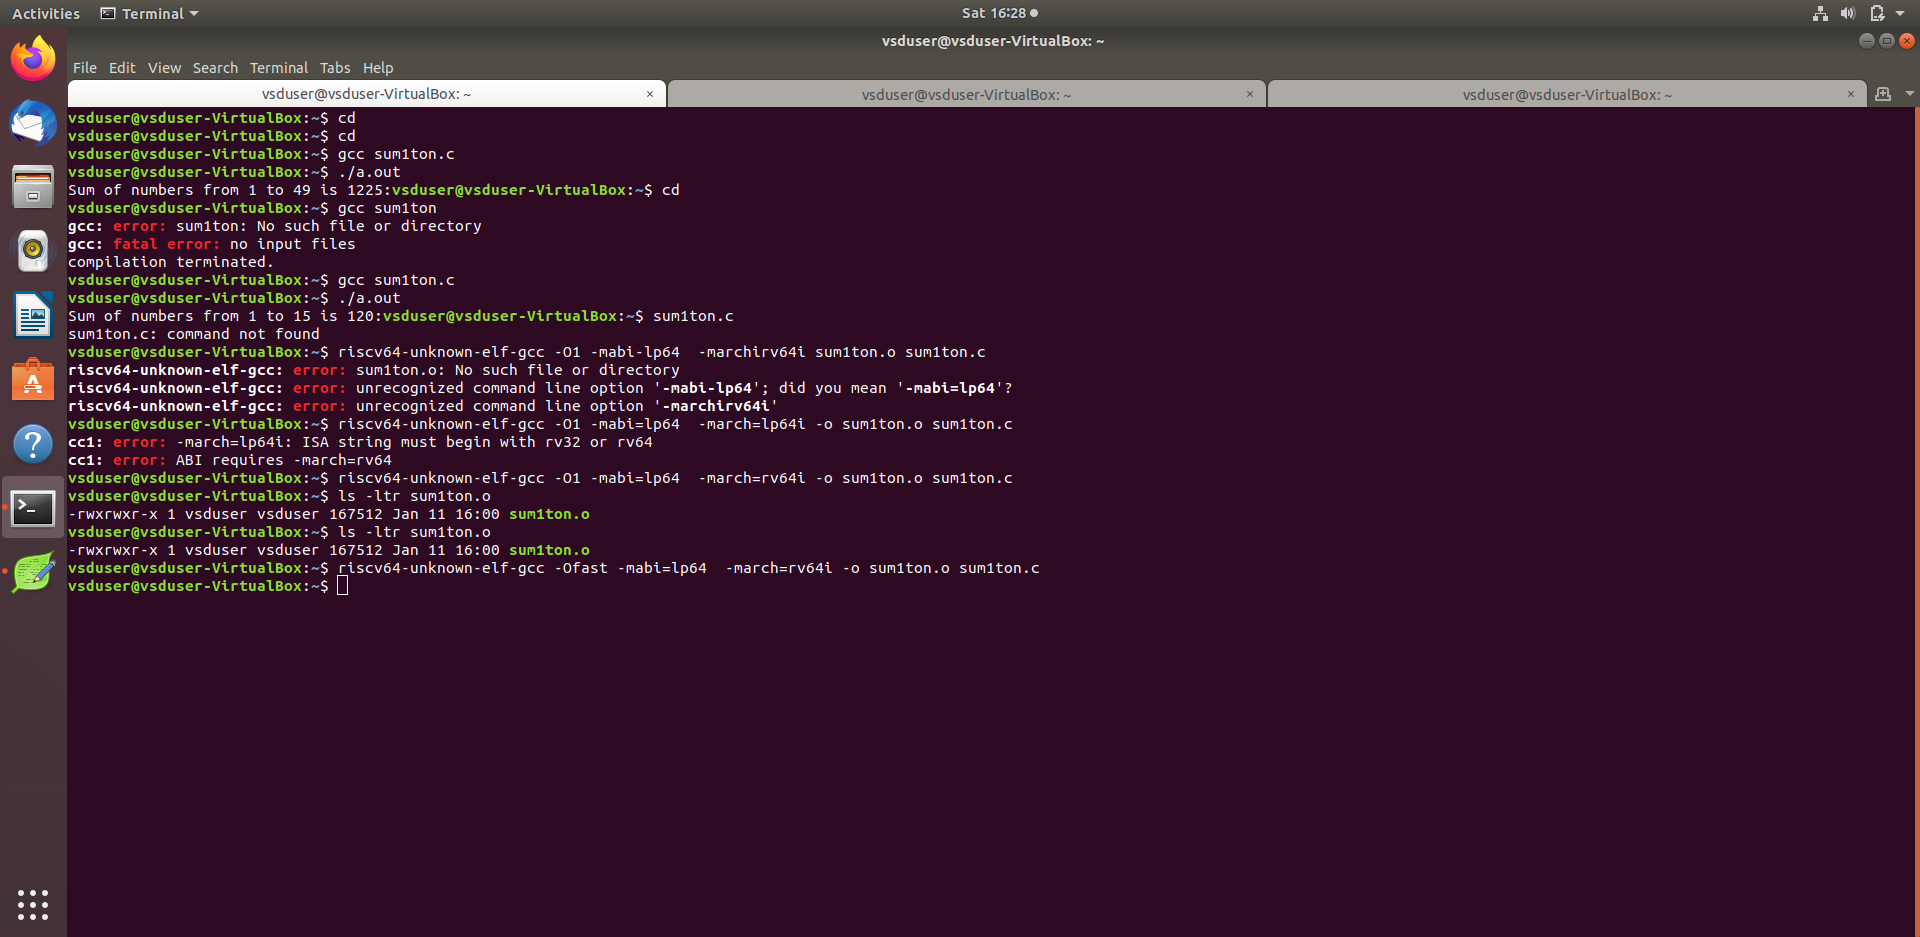 Activities Terminal Sat 16:28
vsduser@vsduser-VirtualBox: ~
File Edit View Search Terminal Tabs Help
vsduser@vsduser-VirtualBox: ~ × vsduser@vsduser-VirtualBox: ~ × vsduser@vsduser-VirtualBox: ~ ×
vsduser@vsduser-VirtualBox:~$ cd
vsduser@vsduser-VirtualBox:~$ cd
vsduser@vsduser-VirtualBox:~$ gcc sum1ton.c
vsduser@vsduser-VirtualBox:~$ ./a.out
Sum of numbers from 1 to 49 is 1225:vsduser@vsduser-VirtualBox:~$ cd
vsduser@vsduser-VirtualBox:~$ gcc sum1ton
gcc: error: sum1ton: No such file or directory
gcc: fatal error: no input files
compilation terminated.
vsduser@vsduser-VirtualBox:~$ gcc sum1ton.c
vsduser@vsduser-VirtualBox:~$ ./a.out
Sum of numbers from 1 to 15 is 120:vsduser@vsduser-VirtualBox:~$ sum1ton.c
sum1ton.c: command not found
vsduser@vsduser-VirtualBox:~$ riscv64-unknown-elf-gcc -O1 -mabi-lp64  -marchirv64i sum1ton.o sum1ton.c
riscv64-unknown-elf-gcc: error: sum1ton.o: No such file or directory
riscv64-unknown-elf-gcc: error: unrecognized command line option '-mabi-lp64'; did you mean '-mabi=lp64'?
riscv64-unknown-elf-gcc: error: unrecognized command line option '-marchirv64i'
vsduser@vsduser-VirtualBox:~$ riscv64-unknown-elf-gcc -O1 -mabi=lp64  -march=lp64i -o sum1ton.o sum1ton.c
cc1: error: -march=lp64i: ISA string must begin with rv32 or rv64
cc1: error: ABI requires -march=rv64
vsduser@vsduser-VirtualBox:~$ riscv64-unknown-elf-gcc -O1 -mabi=lp64  -march=rv64i -o sum1ton.o sum1ton.c
vsduser@vsduser-VirtualBox:~$ ls -ltr sum1ton.o
-rwxrwxr-x 1 vsduser vsduser 167512 Jan 11 16:00 sum1ton.o
vsduser@vsduser-VirtualBox:~$ ls -ltr sum1ton.o
-rwxrwxr-x 1 vsduser vsduser 167512 Jan 11 16:00 sum1ton.o
vsduser@vsduser-VirtualBox:~$ riscv64-unknown-elf-gcc -Ofast -mabi=lp64  -march=rv64i -o sum1ton.o sum1ton.c
vsduser@vsduser-VirtualBox:~$